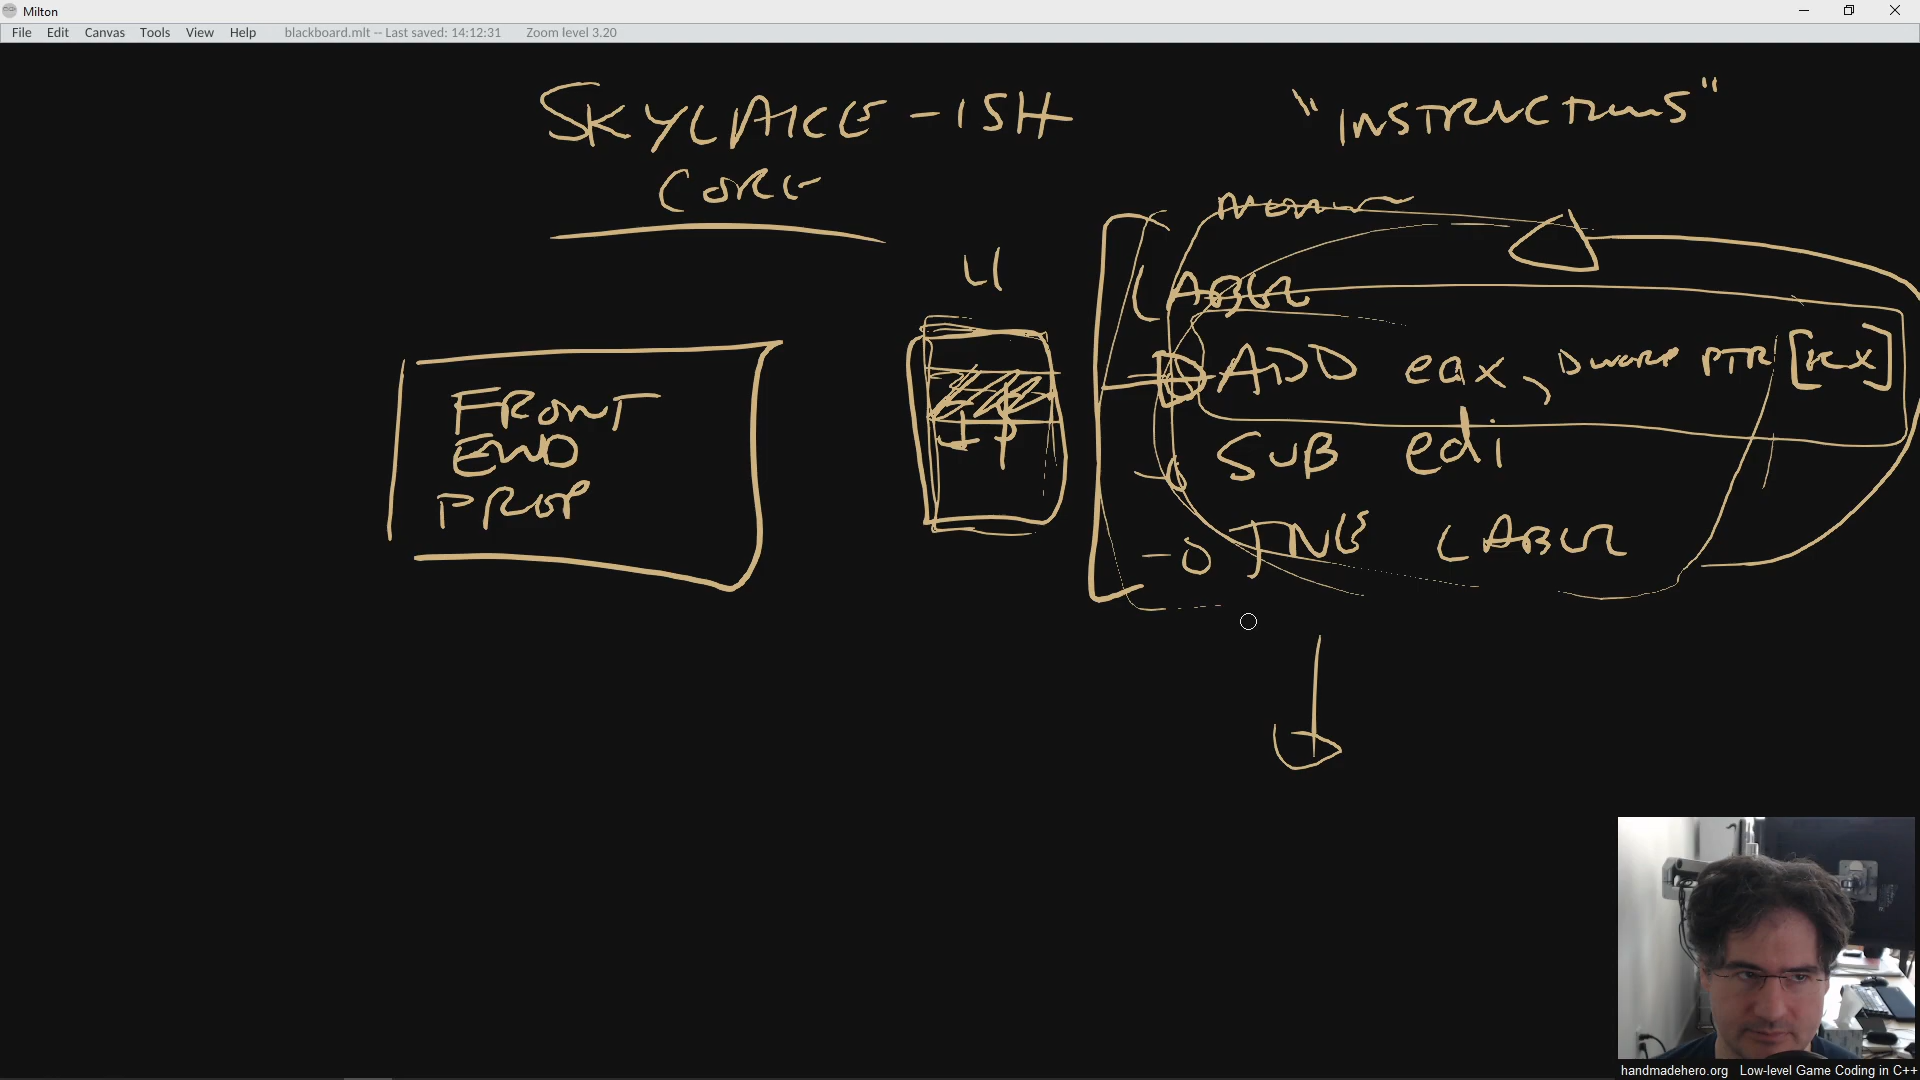 Milton
File Edit Canvas Tools View Help blackboard.mlt -- Last saved: 14:12:31 Zoom level 3.20
SKYLAKE-ISH
CORE
"INSTRUCTIONS"
LABEL
ADD eax, DWORD PTR [rcx]
SUB edi
JNE LABEL
IP
FRONT
END
PROP
handmadehero.org Low-level Game Coding in C++